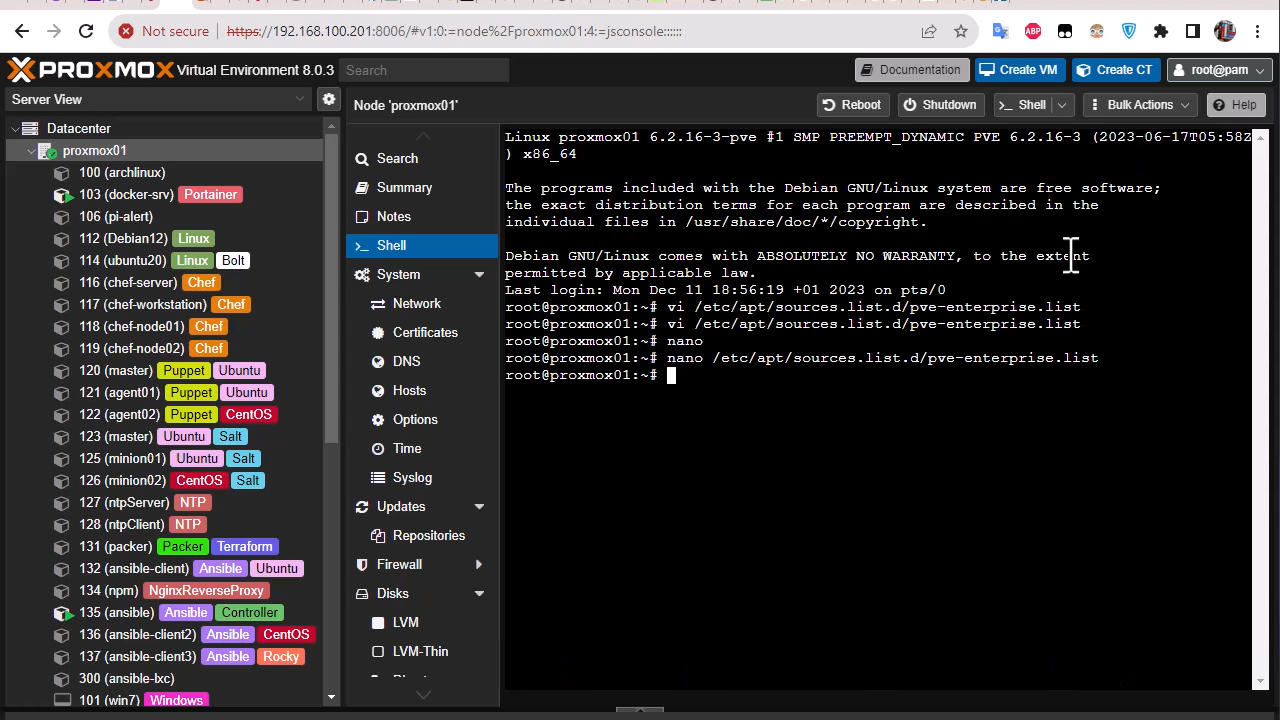 Not secure
https://192.168.100.201:8006/#v1:0:=node%2Fproxmox01:4:=jsconsole::::::
ABP
PROXMOX Virtual Environment 8.0.3
Search
Documentation
Create VM
Create CT
root@pam
Server View
Node 'proxmox01'
Reboot
Shutdown
Shell
Bulk Actions
Help
Datacenter
proxmox01
100 (archlinux)
103 (docker-srv) Portainer
106 (pi-alert)
112 (Debian12) Linux
114 (ubuntu20) Linux Bolt
116 (chef-server) Chef
117 (chef-workstation) Chef
118 (chef-node01) Chef
119 (chef-node02) Chef
120 (master) Puppet Ubuntu
121 (agent01) Puppet Ubuntu
122 (agent02) Puppet CentOS
123 (master) Ubuntu Salt
125 (minion01) Ubuntu Salt
126 (minion02) CentOS Salt
127 (ntpServer) NTP
128 (ntpClient) NTP
131 (packer) Packer Terraform
132 (ansible-client) Ansible Ubuntu
134 (npm) NginxReverseProxy
135 (ansible) Ansible Controller
136 (ansible-client2) Ansible CentOS
137 (ansible-client3) Ansible Rocky
300 (ansible-lxc)
101 (win7) Windows
Search
Summary
Notes
Shell
System
Network
Certificates
DNS
Hosts
Options
Time
Syslog
Updates
Repositories
Firewall
Disks
LVM
LVM-Thin
Linux proxmox01 6.2.16-3-pve #1 SMP PREEMPT_DYNAMIC PVE 6.2.16-3 (2023-06-17T05:58Z
) x86_64
The programs included with the Debian GNU/Linux system are free software;
the exact distribution terms for each program are described in the
individual files in /usr/share/doc/*/copyright.
Debian GNU/Linux comes with ABSOLUTELY NO WARRANTY, to the extent
permitted by applicable law.
Last login: Mon Dec 11 18:56:19 +01 2023 on pts/0
root@proxmox01:~# vi /etc/apt/sources.list.d/pve-enterprise.list
root@proxmox01:~# vi /etc/apt/sources.list.d/pve-enterprise.list
root@proxmox01:~# nano
root@proxmox01:~# nano /etc/apt/sources.list.d/pve-enterprise.list
root@proxmox01:~#